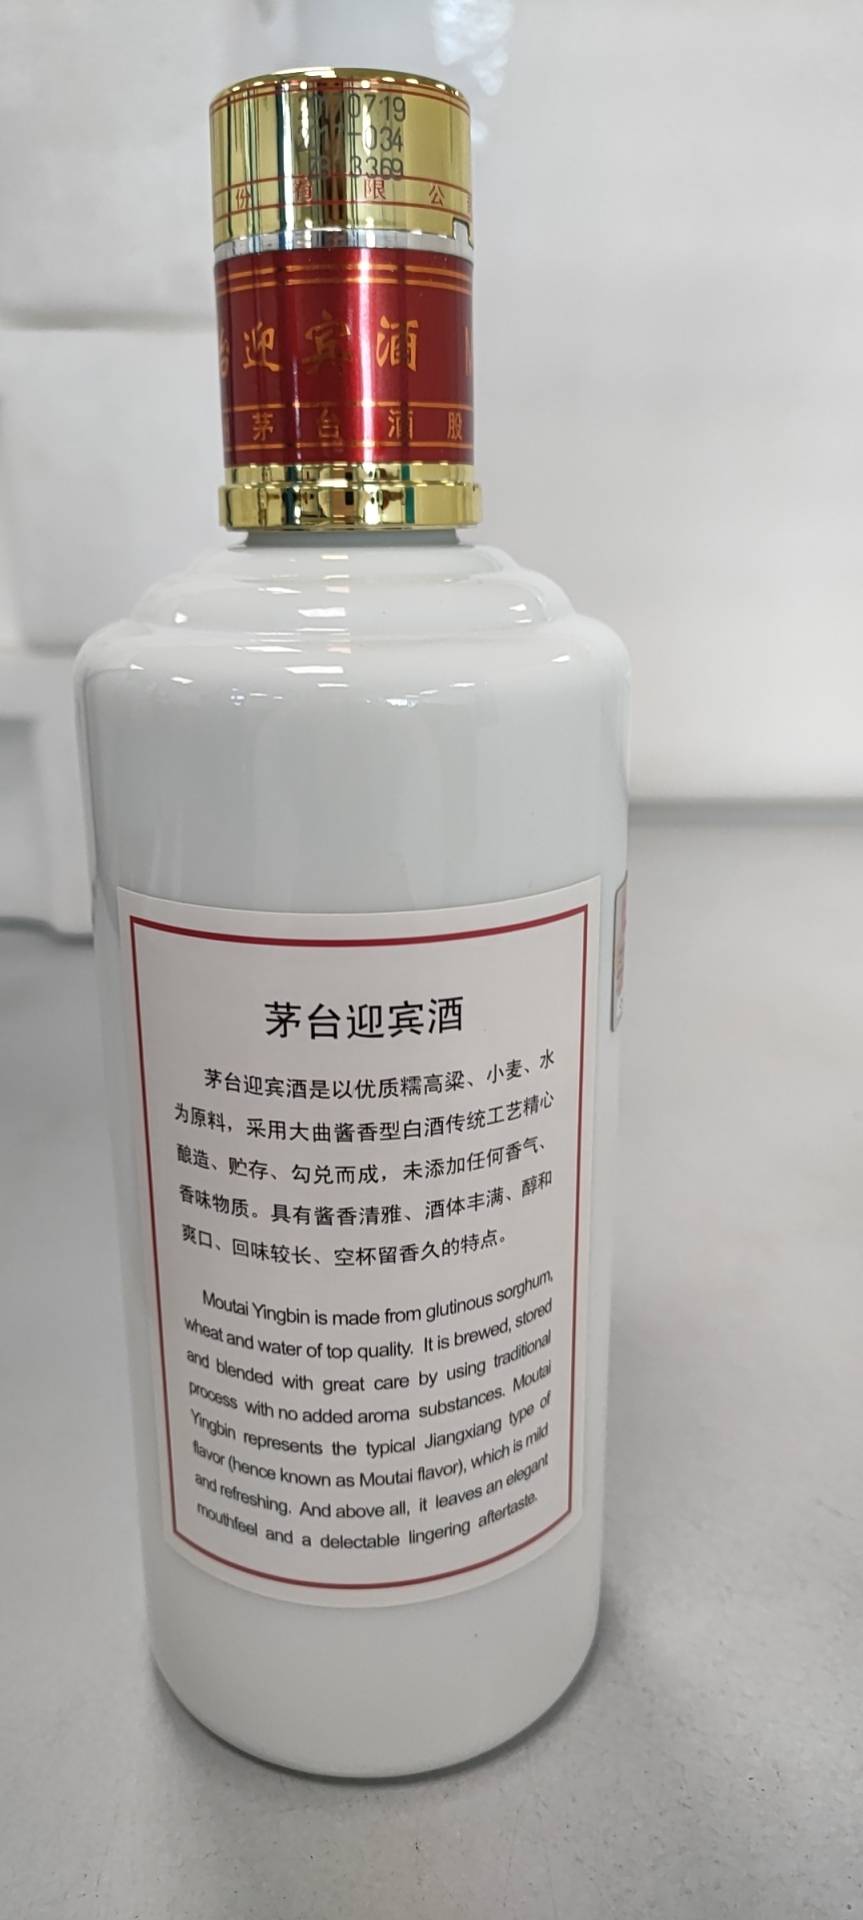 0719
-034
3369
份有限公
台迎宾酒 M
茅台酒股
茅台迎宾酒
茅台迎宾酒是以优质糯高粱、小麦、水
为原料，采用大曲酱香型白酒传统工艺精心
酿造、贮存、勾兑而成，未添加任何香气、
香味物质。具有酱香清雅、酒体丰满、醇和
爽口、回味较长、空杯留香久的特点。
Moutai Yingbin is made from glutinous sorghum,
wheat and water of top quality. It is brewed, stored
and blended with great care by using traditional
process with no added aroma substances. Moutai
Yingbin represents the typical Jiangxiang type of
flavor (hence known as Moutai flavor), which is mild
and refreshing. And above all, it leaves an elegant
mouthfeel and a delectable lingering aftertaste.